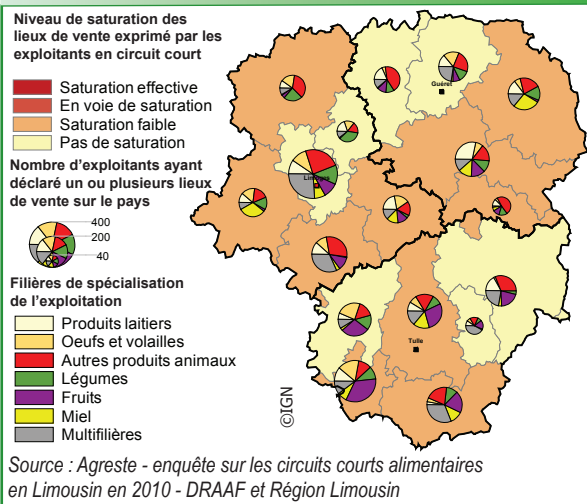 Niveau de saturation des
lieux de vente exprimé par les
exploitants en circuit court
Saturation effective
En voie de saturation
Saturation faible
Pas de saturation
Nombre d'exploitants ayant
déclaré un ou plusieurs lieux
de vente sur le pays
400
200
40
Filières de spécialisation
de l'exploitation
Produits laitiers
Oeufs et volailles
Autres produits animaux
Légumes
Fruits
Miel
Multifilières
Guéret
Limoges
Tulle
©IGN
Source : Agreste - enquête sur les circuits courts alimentaires
en Limousin en 2010 - DRAAF et Région Limousin